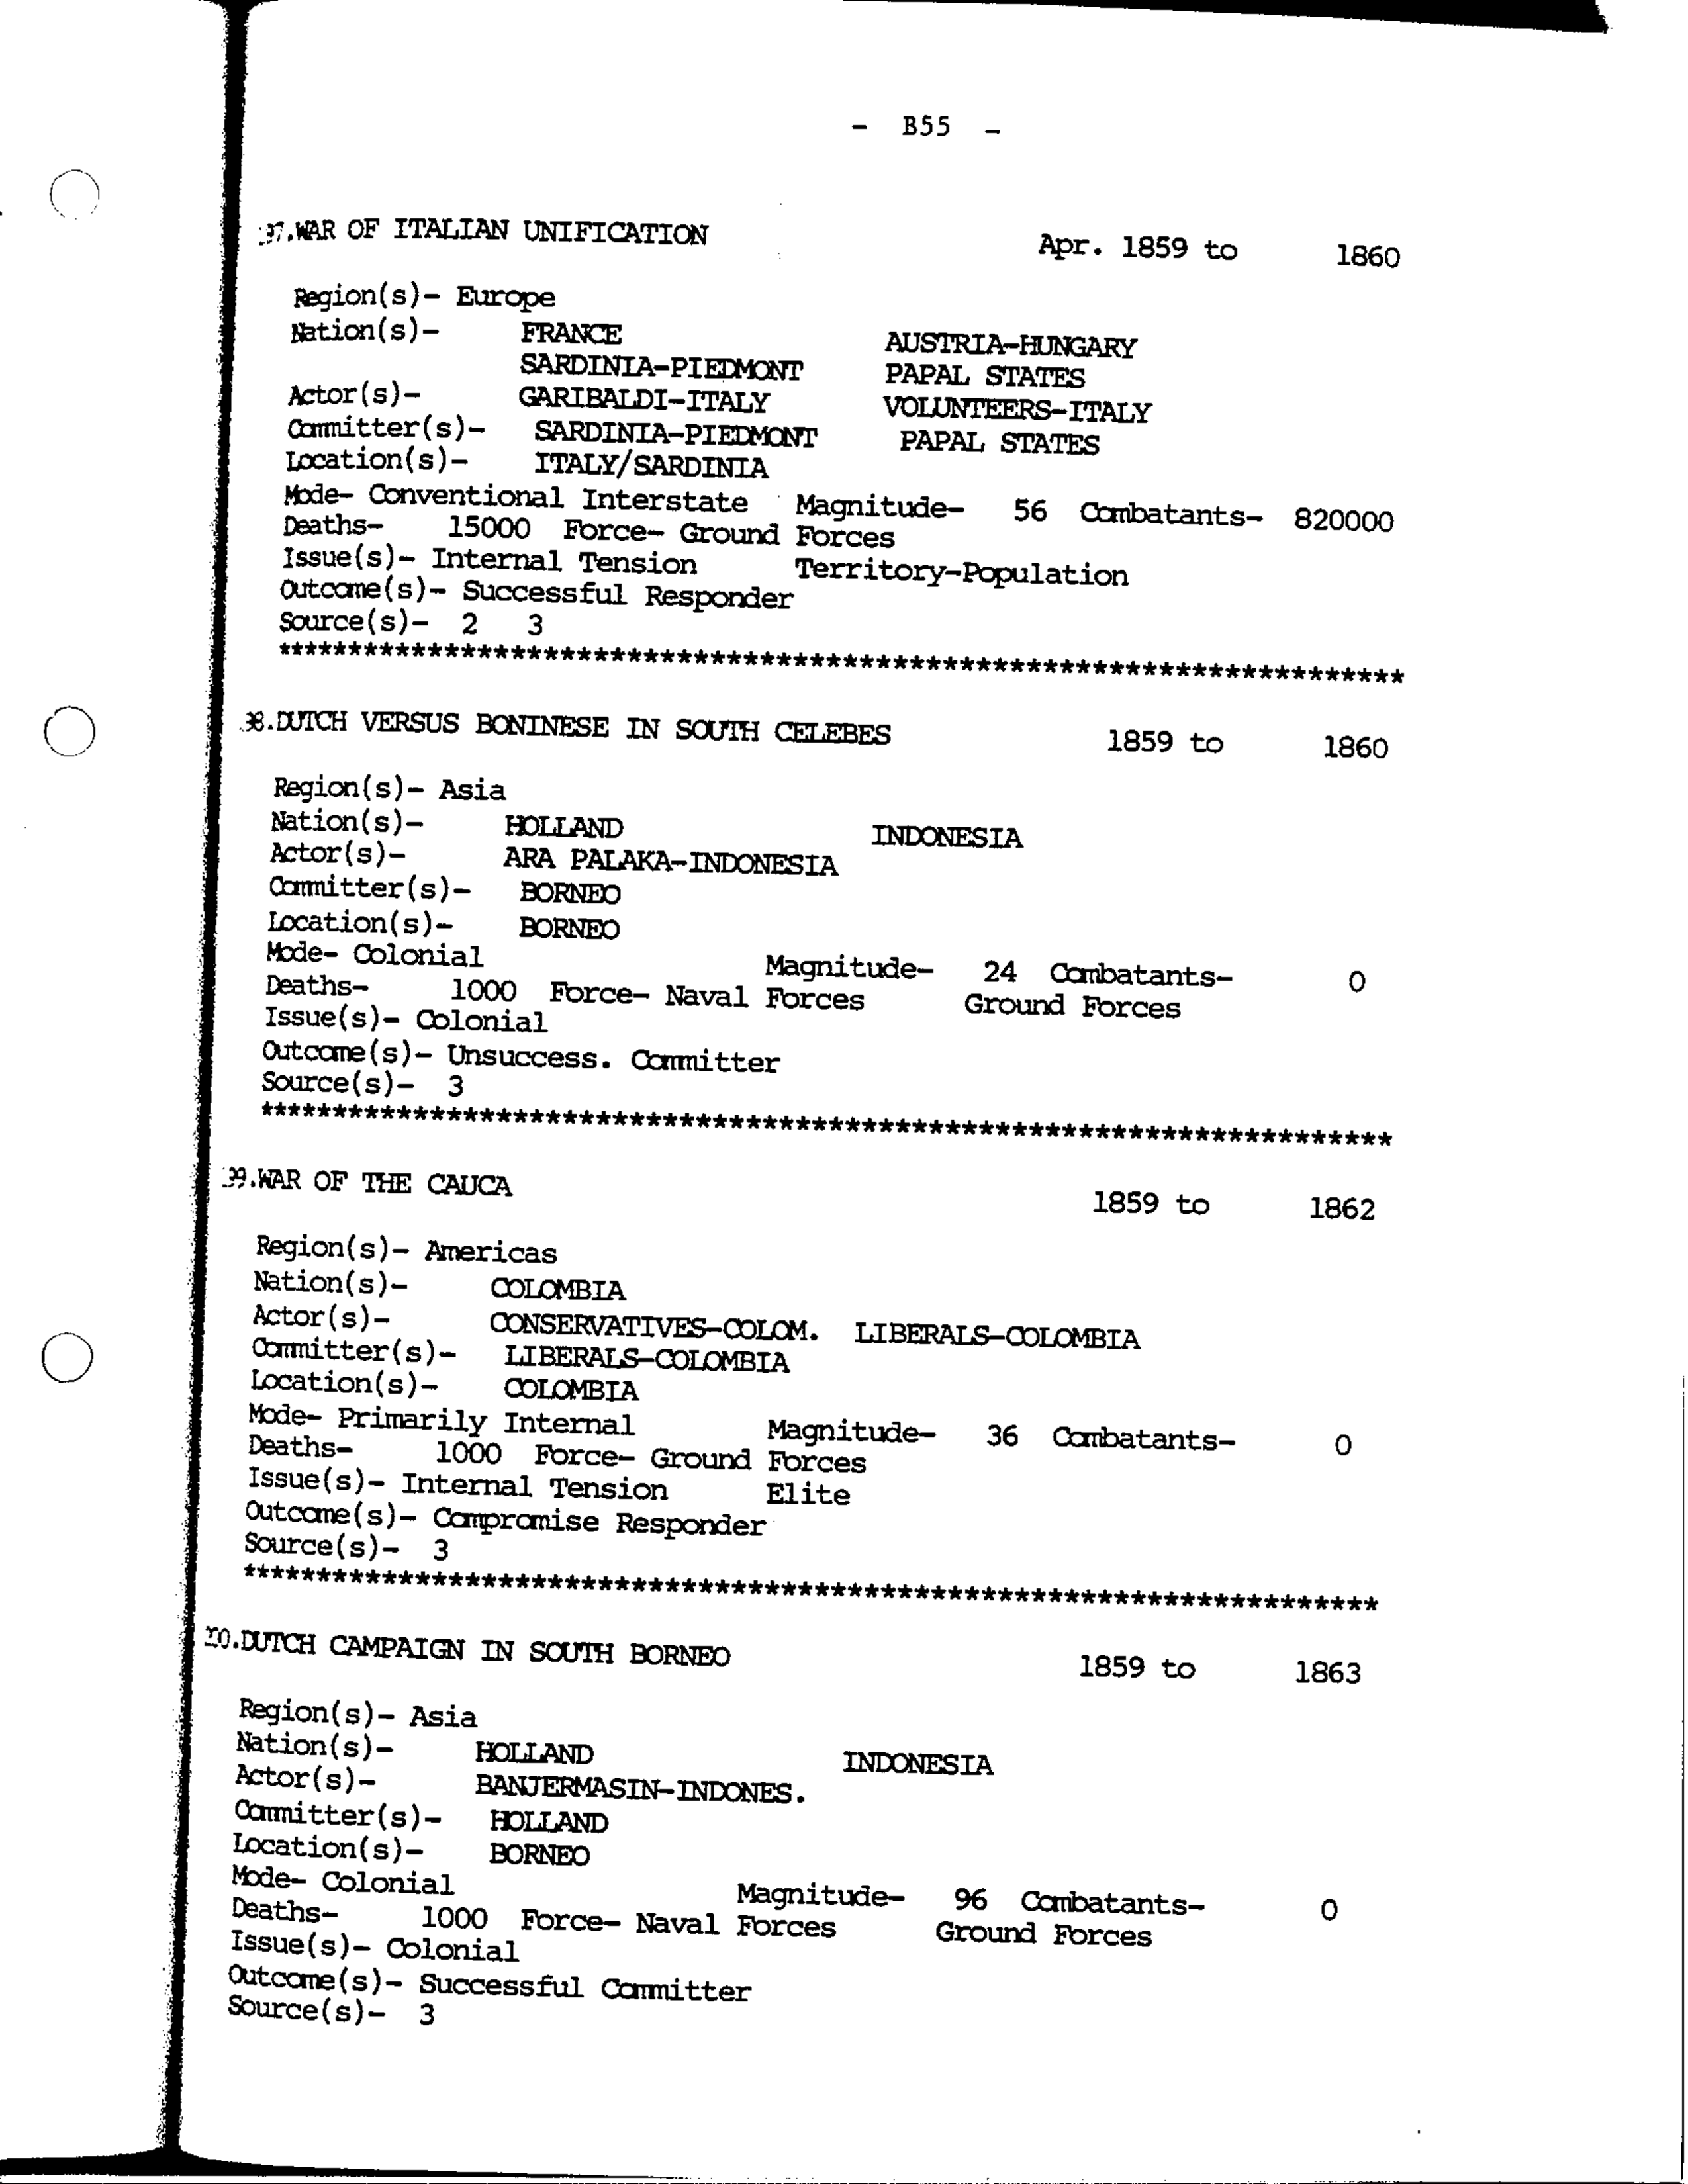 - B55 -
97.WAR OF ITALIAN UNIFICATION Apr. 1859 to 1860
Region(s)- Europe
Nation(s)- FRANCE AUSTRIA-HUNGARY
SARDINIA-PIEDMONT PAPAL STATES
Actor(s)- GARIBALDI-ITALY VOLUNTEERS-ITALY
Committer(s)- SARDINIA-PIEDMONT PAPAL STATES
Location(s)- ITALY/SARDINIA
Mode- Conventional Interstate Magnitude- 56 Combatants- 820000
Deaths- 15000 Force- Ground Forces
Issue(s)- Internal Tension Territory-Population
Outcome(s)- Successful Responder
Source(s)- 2 3
********************************************************************
98.DUTCH VERSUS BONINESE IN SOUTH CELEBES 1859 to 1860
Region(s)- Asia
Nation(s)- HOLLAND INDONESIA
Actor(s)- ARA PALAKA-INDONESIA
Committer(s)- BORNEO
Location(s)- BORNEO
Mode- Colonial Magnitude- 24 Combatants- 0
Deaths- 1000 Force- Naval Forces Ground Forces
Issue(s)- Colonial
Outcome(s)- Unsuccess. Committer
Source(s)- 3
********************************************************************
99.WAR OF THE CAUCA 1859 to 1862
Region(s)- Americas
Nation(s)- COLOMBIA
Actor(s)- CONSERVATIVES-COLOM. LIBERALS-COLOMBIA
Committer(s)- LIBERALS-COLOMBIA
Location(s)- COLOMBIA
Mode- Primarily Internal Magnitude- 36 Combatants- 0
Deaths- 1000 Force- Ground Forces
Issue(s)- Internal Tension Elite
Outcome(s)- Compromise Responder
Source(s)- 3
********************************************************************
DUTCH CAMPAIGN IN SOUTH BORNEO 1859 to 1863
Region(s)- Asia
Nation(s)- HOLLAND INDONESIA
Actor(s)- BANJERMASIN-INDONES.
Committer(s)- HOLLAND
Location(s)- BORNEO
Mode- Colonial Magnitude- 96 Combatants- 0
Deaths- 1000 Force- Naval Forces Ground Forces
Issue(s)- Colonial
Outcome(s)- Successful Committer
Source(s)- 3